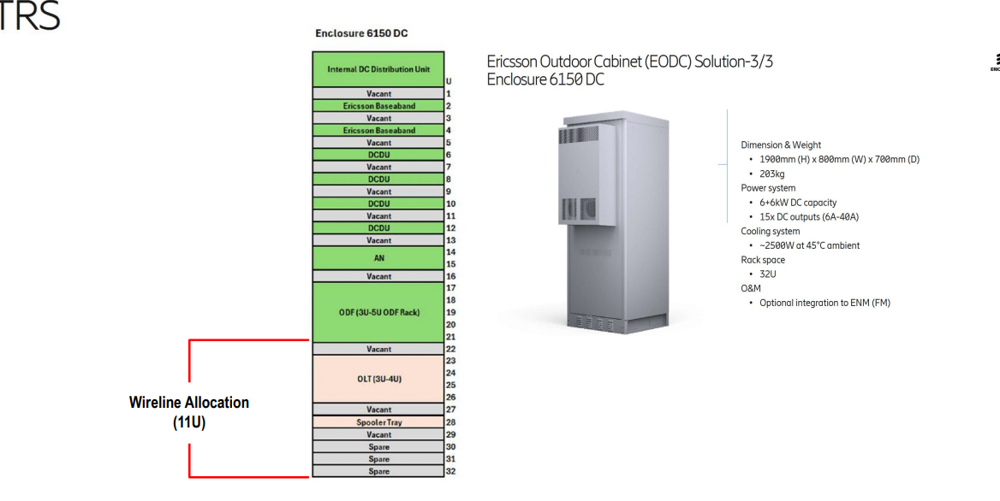 TRS
Enclosure 6150 DC
Internal DC Distribution Unit
U
Vacant 1
Ericsson Baseaband 2
Vacant 3
Ericsson Baseaband 4
Vacant 5
DCDU 6
Vacant 7
DCDU 8
Vacant 9
DCDU 10
Vacant 11
DCDU 12
Vacant 13
14
AN
15
Vacant 16
17
18
ODF (3U-5U ODF Rack) 19
20
21
Vacant 22
23
24
OLT (3U-4U)
25
26
Vacant 27
Spooler Tray 28
Vacant 29
Spare 30
Spare 31
Spare 32
Wireline Allocation
(11U)
Ericsson Outdoor Cabinet (EODC) Solution-3/3
Enclosure 6150 DC
Dimension & Weight
• 1900mm (H) x 800mm (W) x 700mm (D)
• 203kg
Power system
• 6+6kW DC capacity
• 15x DC outputs (6A-40A)
Cooling system
• ~2500W at 45°C ambient
Rack space
• 32U
O&M
• Optional integration to ENM (FM)